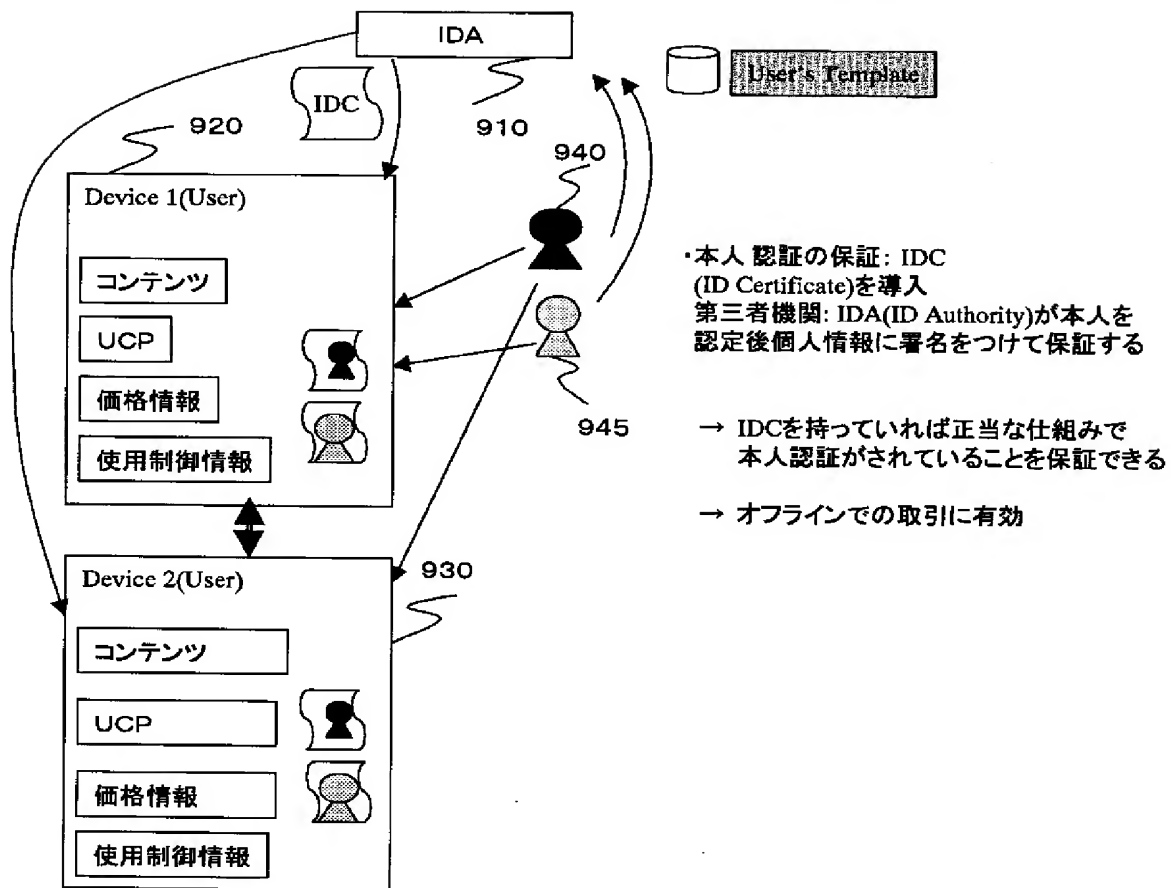 IDA
User's Template
IDC
920
910
940
Device 1(User)
コンテンツ
UCP
価格情報
使用制御情報
945
・本人認証の保証: IDC
(ID Certificate)を導入
第三者機関: IDA(ID Authority)が本人を
認定後個人情報に署名をつけて保証する
→ IDCを持っていれば正当な仕組みで
本人認証がされていることを保証できる
→ オフラインでの取引に有効
Device 2(User)
930
コンテンツ
UCP
価格情報
使用制御情報